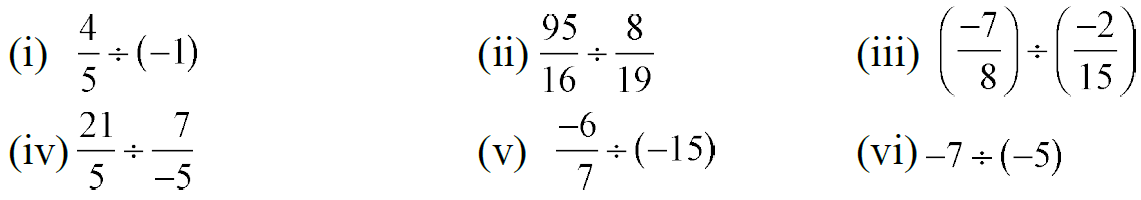 (i) 4/5 ÷ (−1) (ii) 95/16 ÷ 8/19 (iii) (−7/8) ÷ (−2/15)
(iv) 21/5 ÷ 7/−5 (v) −6/7 ÷ (−15) (vi) −7 ÷ (−5)